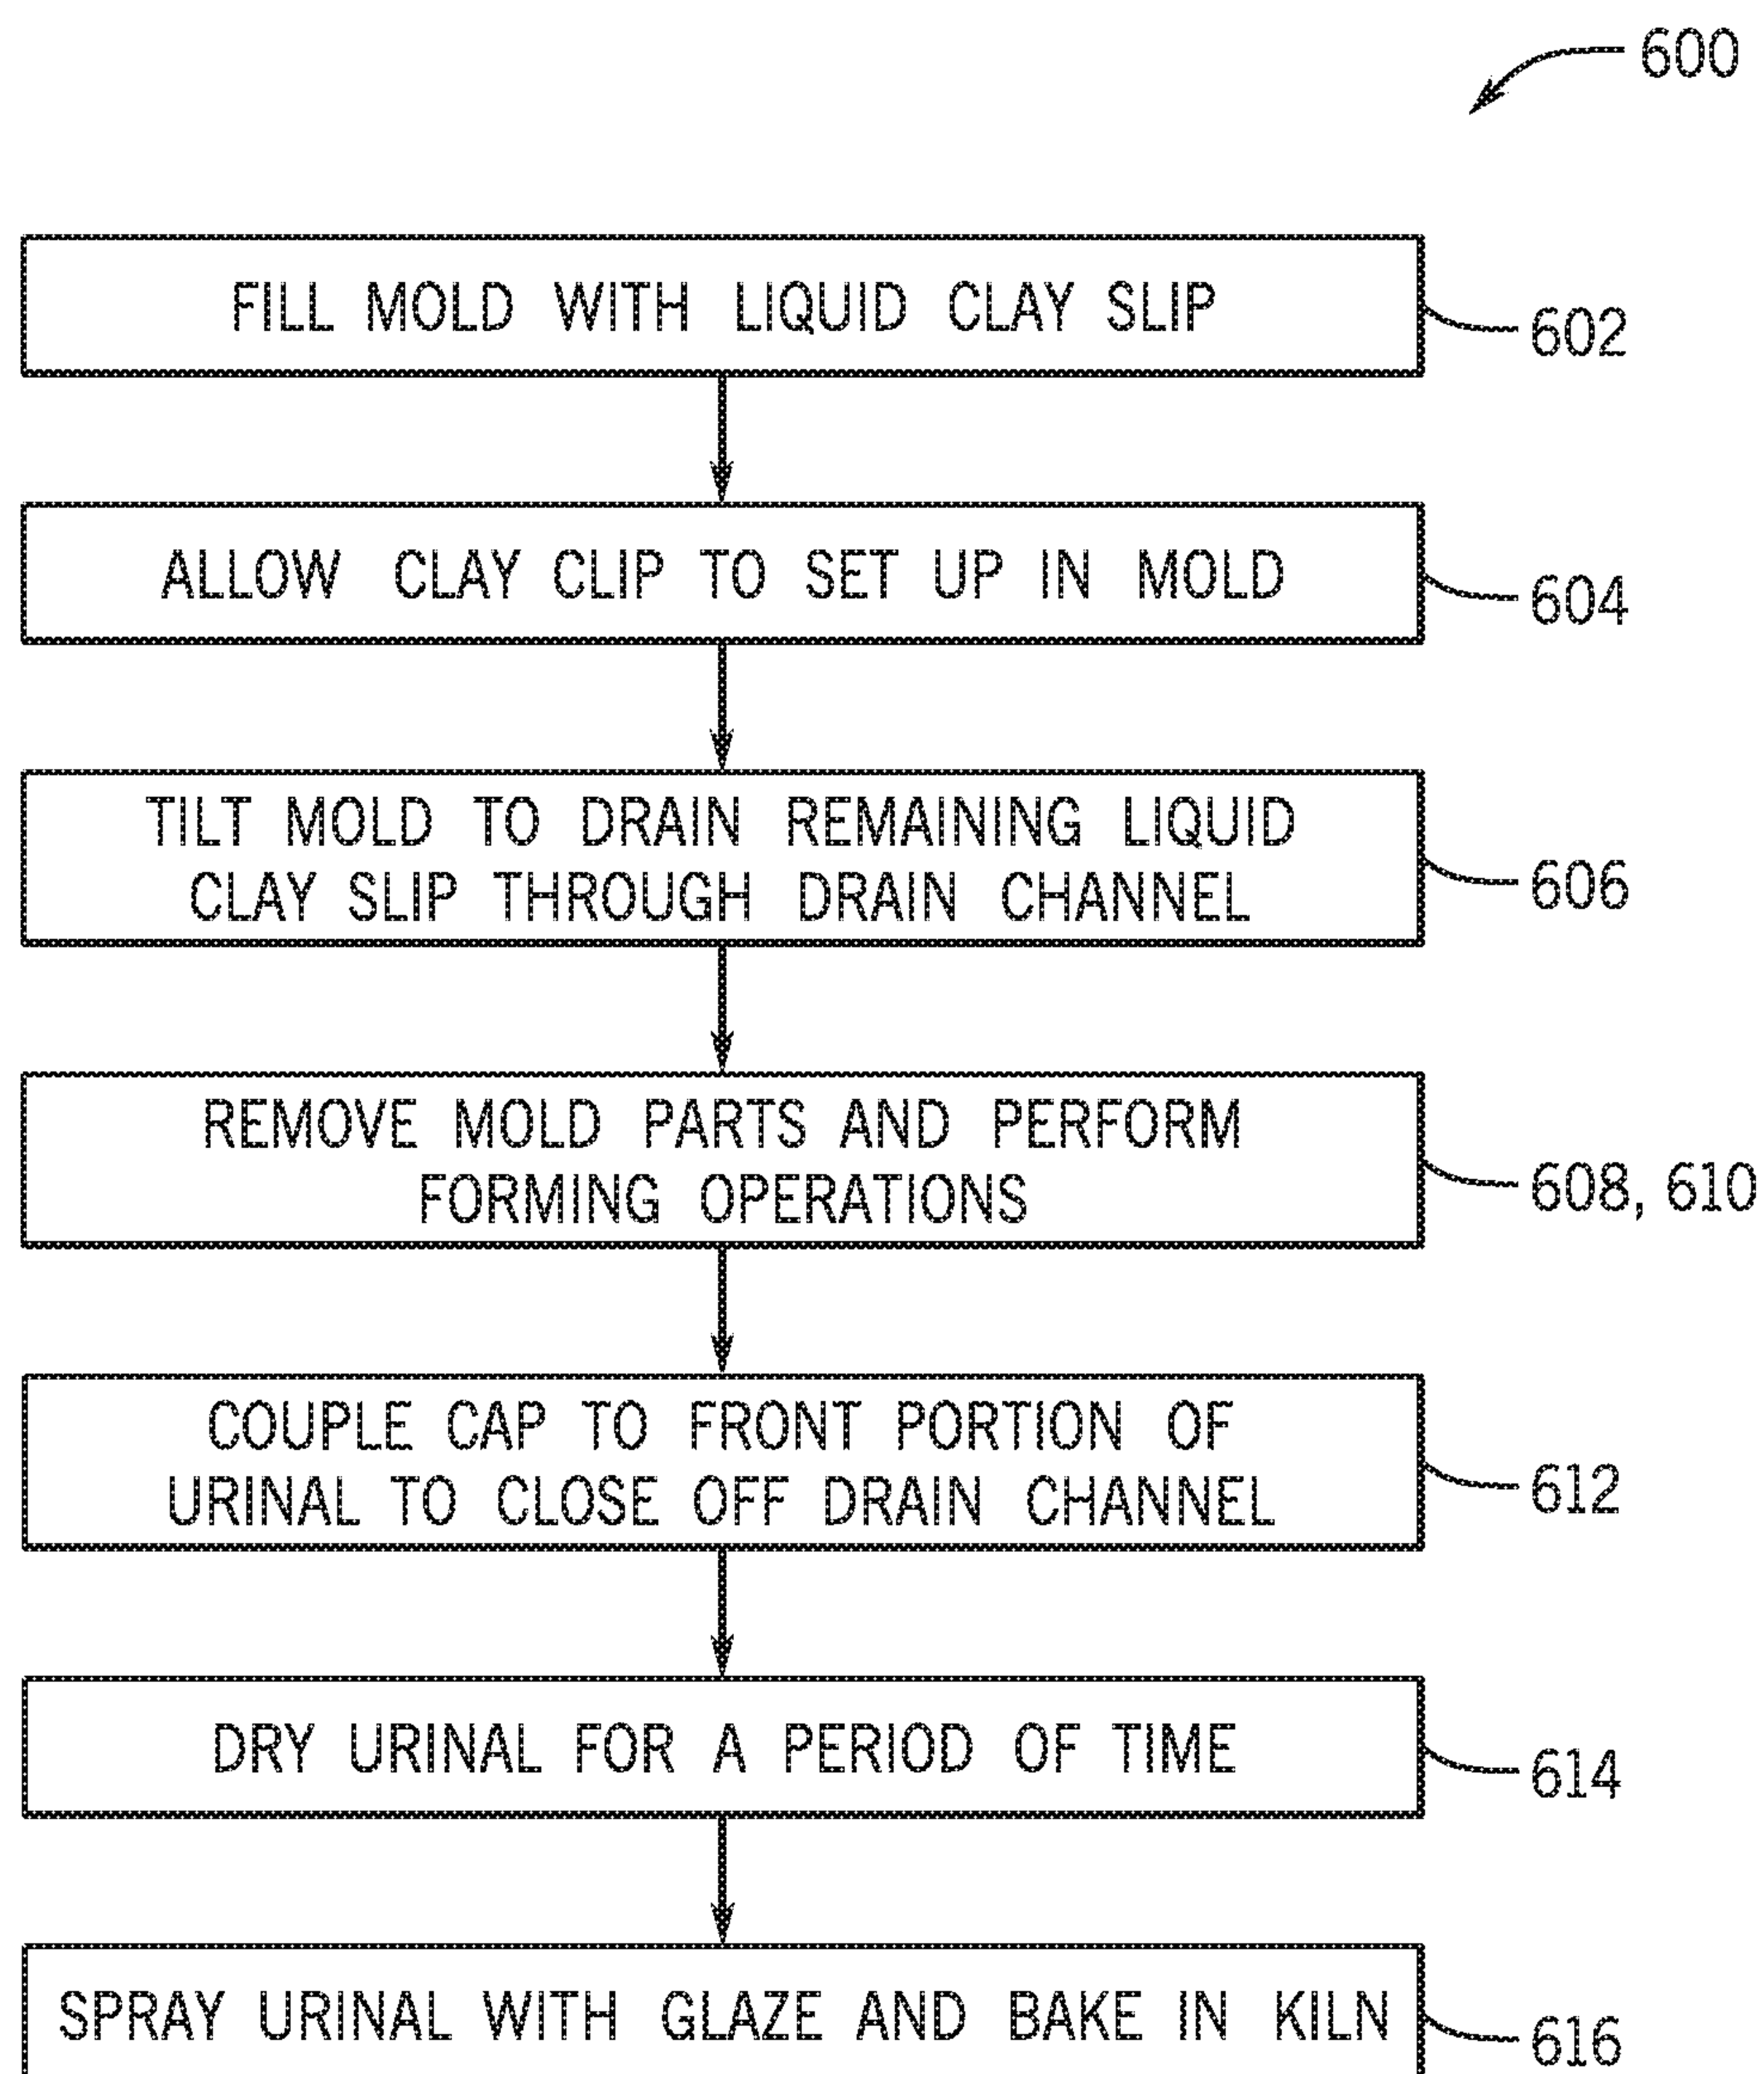 600
FILL MOLD WITH LIQUID CLAY SLIP
602
ALLOW CLAY CLIP TO SET UP IN MOLD
604
TILT MOLD TO DRAIN REMAINING LIQUID
CLAY SLIP THROUGH DRAIN CHANNEL
606
REMOVE MOLD PARTS AND PERFORM
FORMING OPERATIONS
608, 610
COUPLE CAP TO FRONT PORTION OF
URINAL TO CLOSE OFF DRAIN CHANNEL
612
DRY URINAL FOR A PERIOD OF TIME
614
SPRAY URINAL WITH GLAZE AND BAKE IN KILN
616